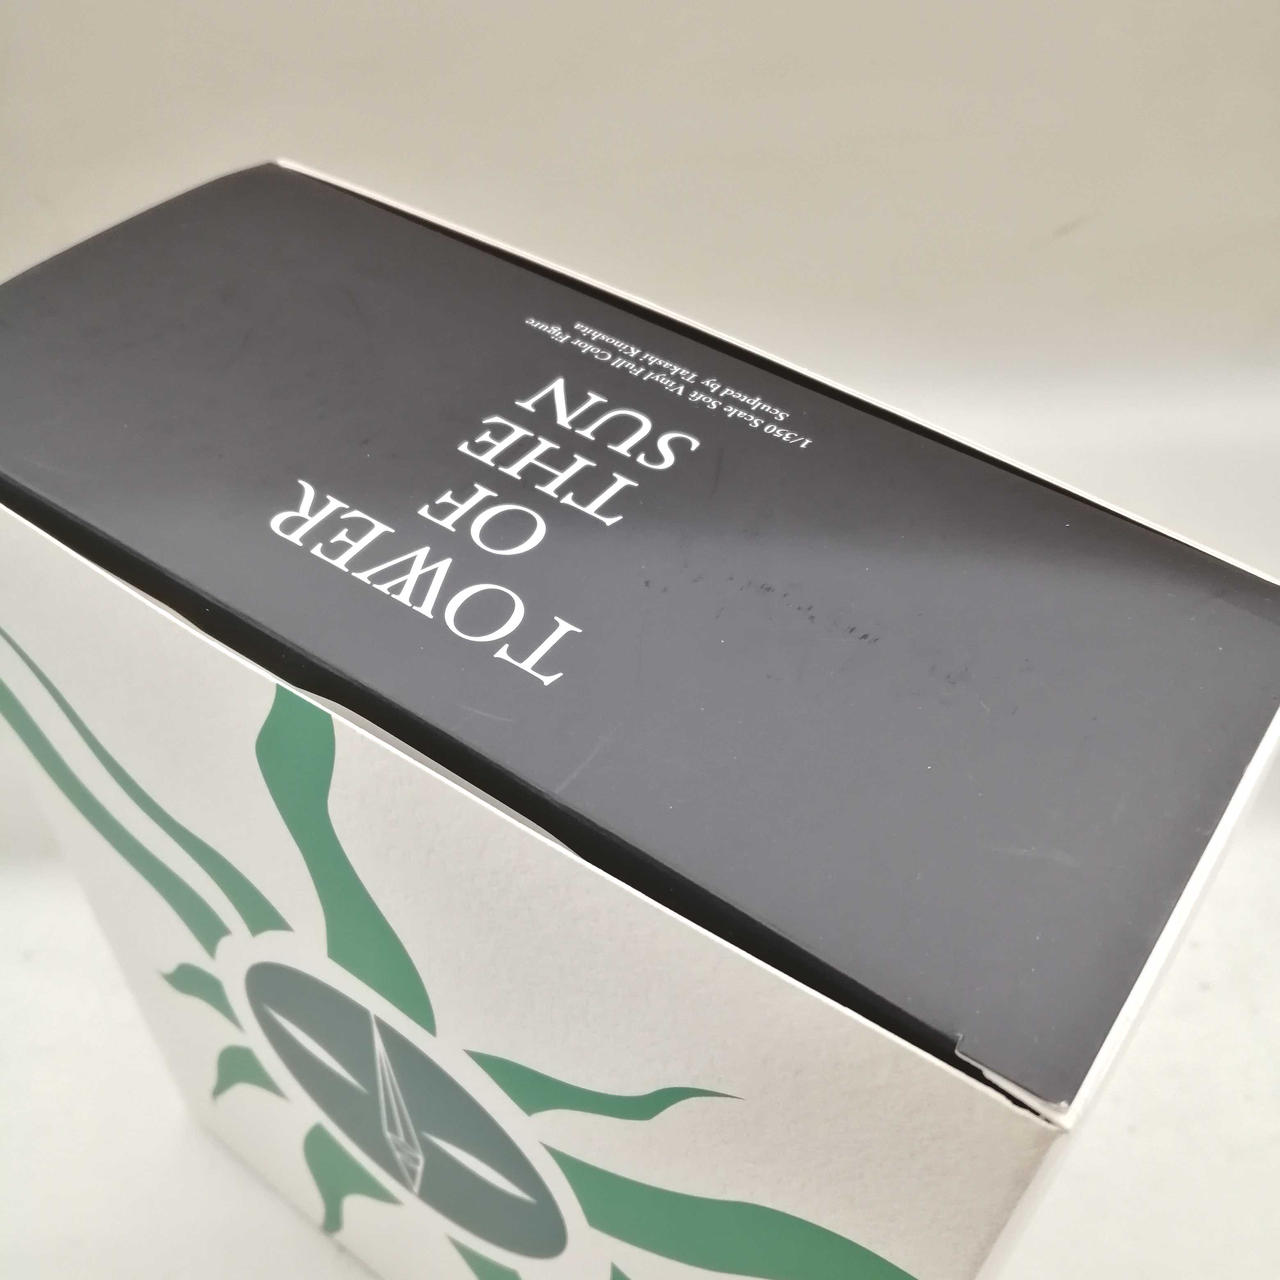 TOWER
OF
THE
SUN
1/350 Scale Soft Vinyl Full Color Figure
Sculpted by Takashi Kinoshita